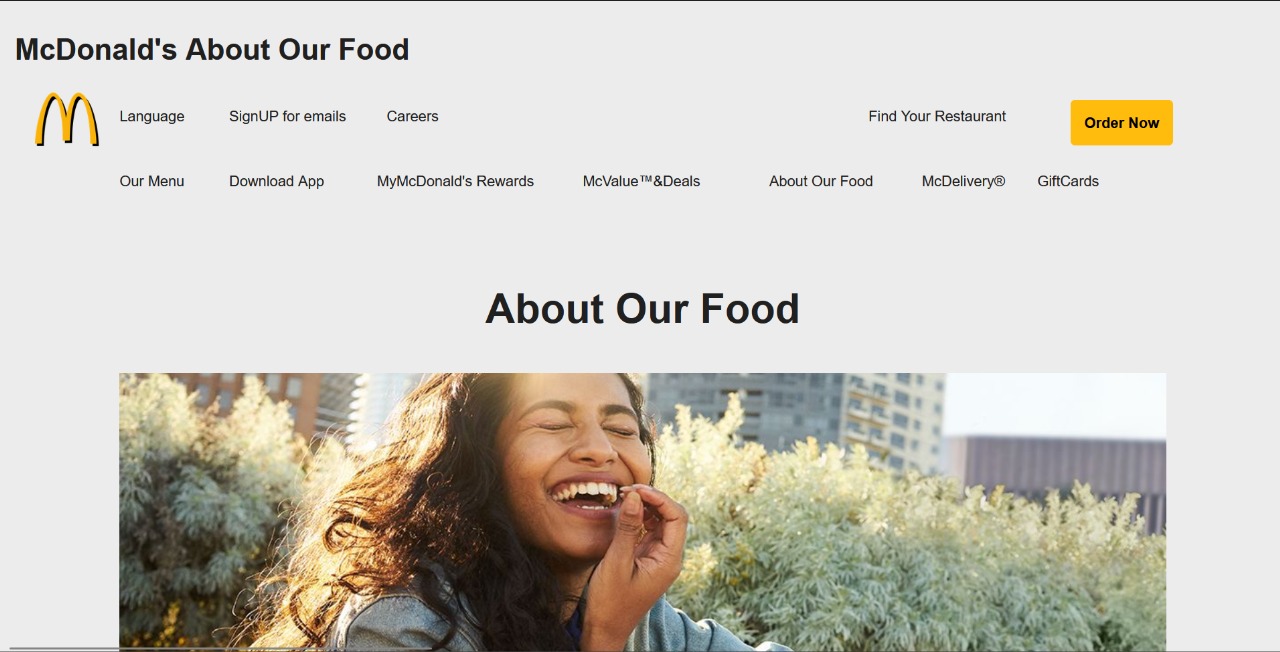 McDonald's About Our Food
Language SignUP for emails Careers Find Your Restaurant Order Now
Our Menu Download App MyMcDonald's Rewards McValue™&Deals About Our Food McDelivery® GiftCards
About Our Food